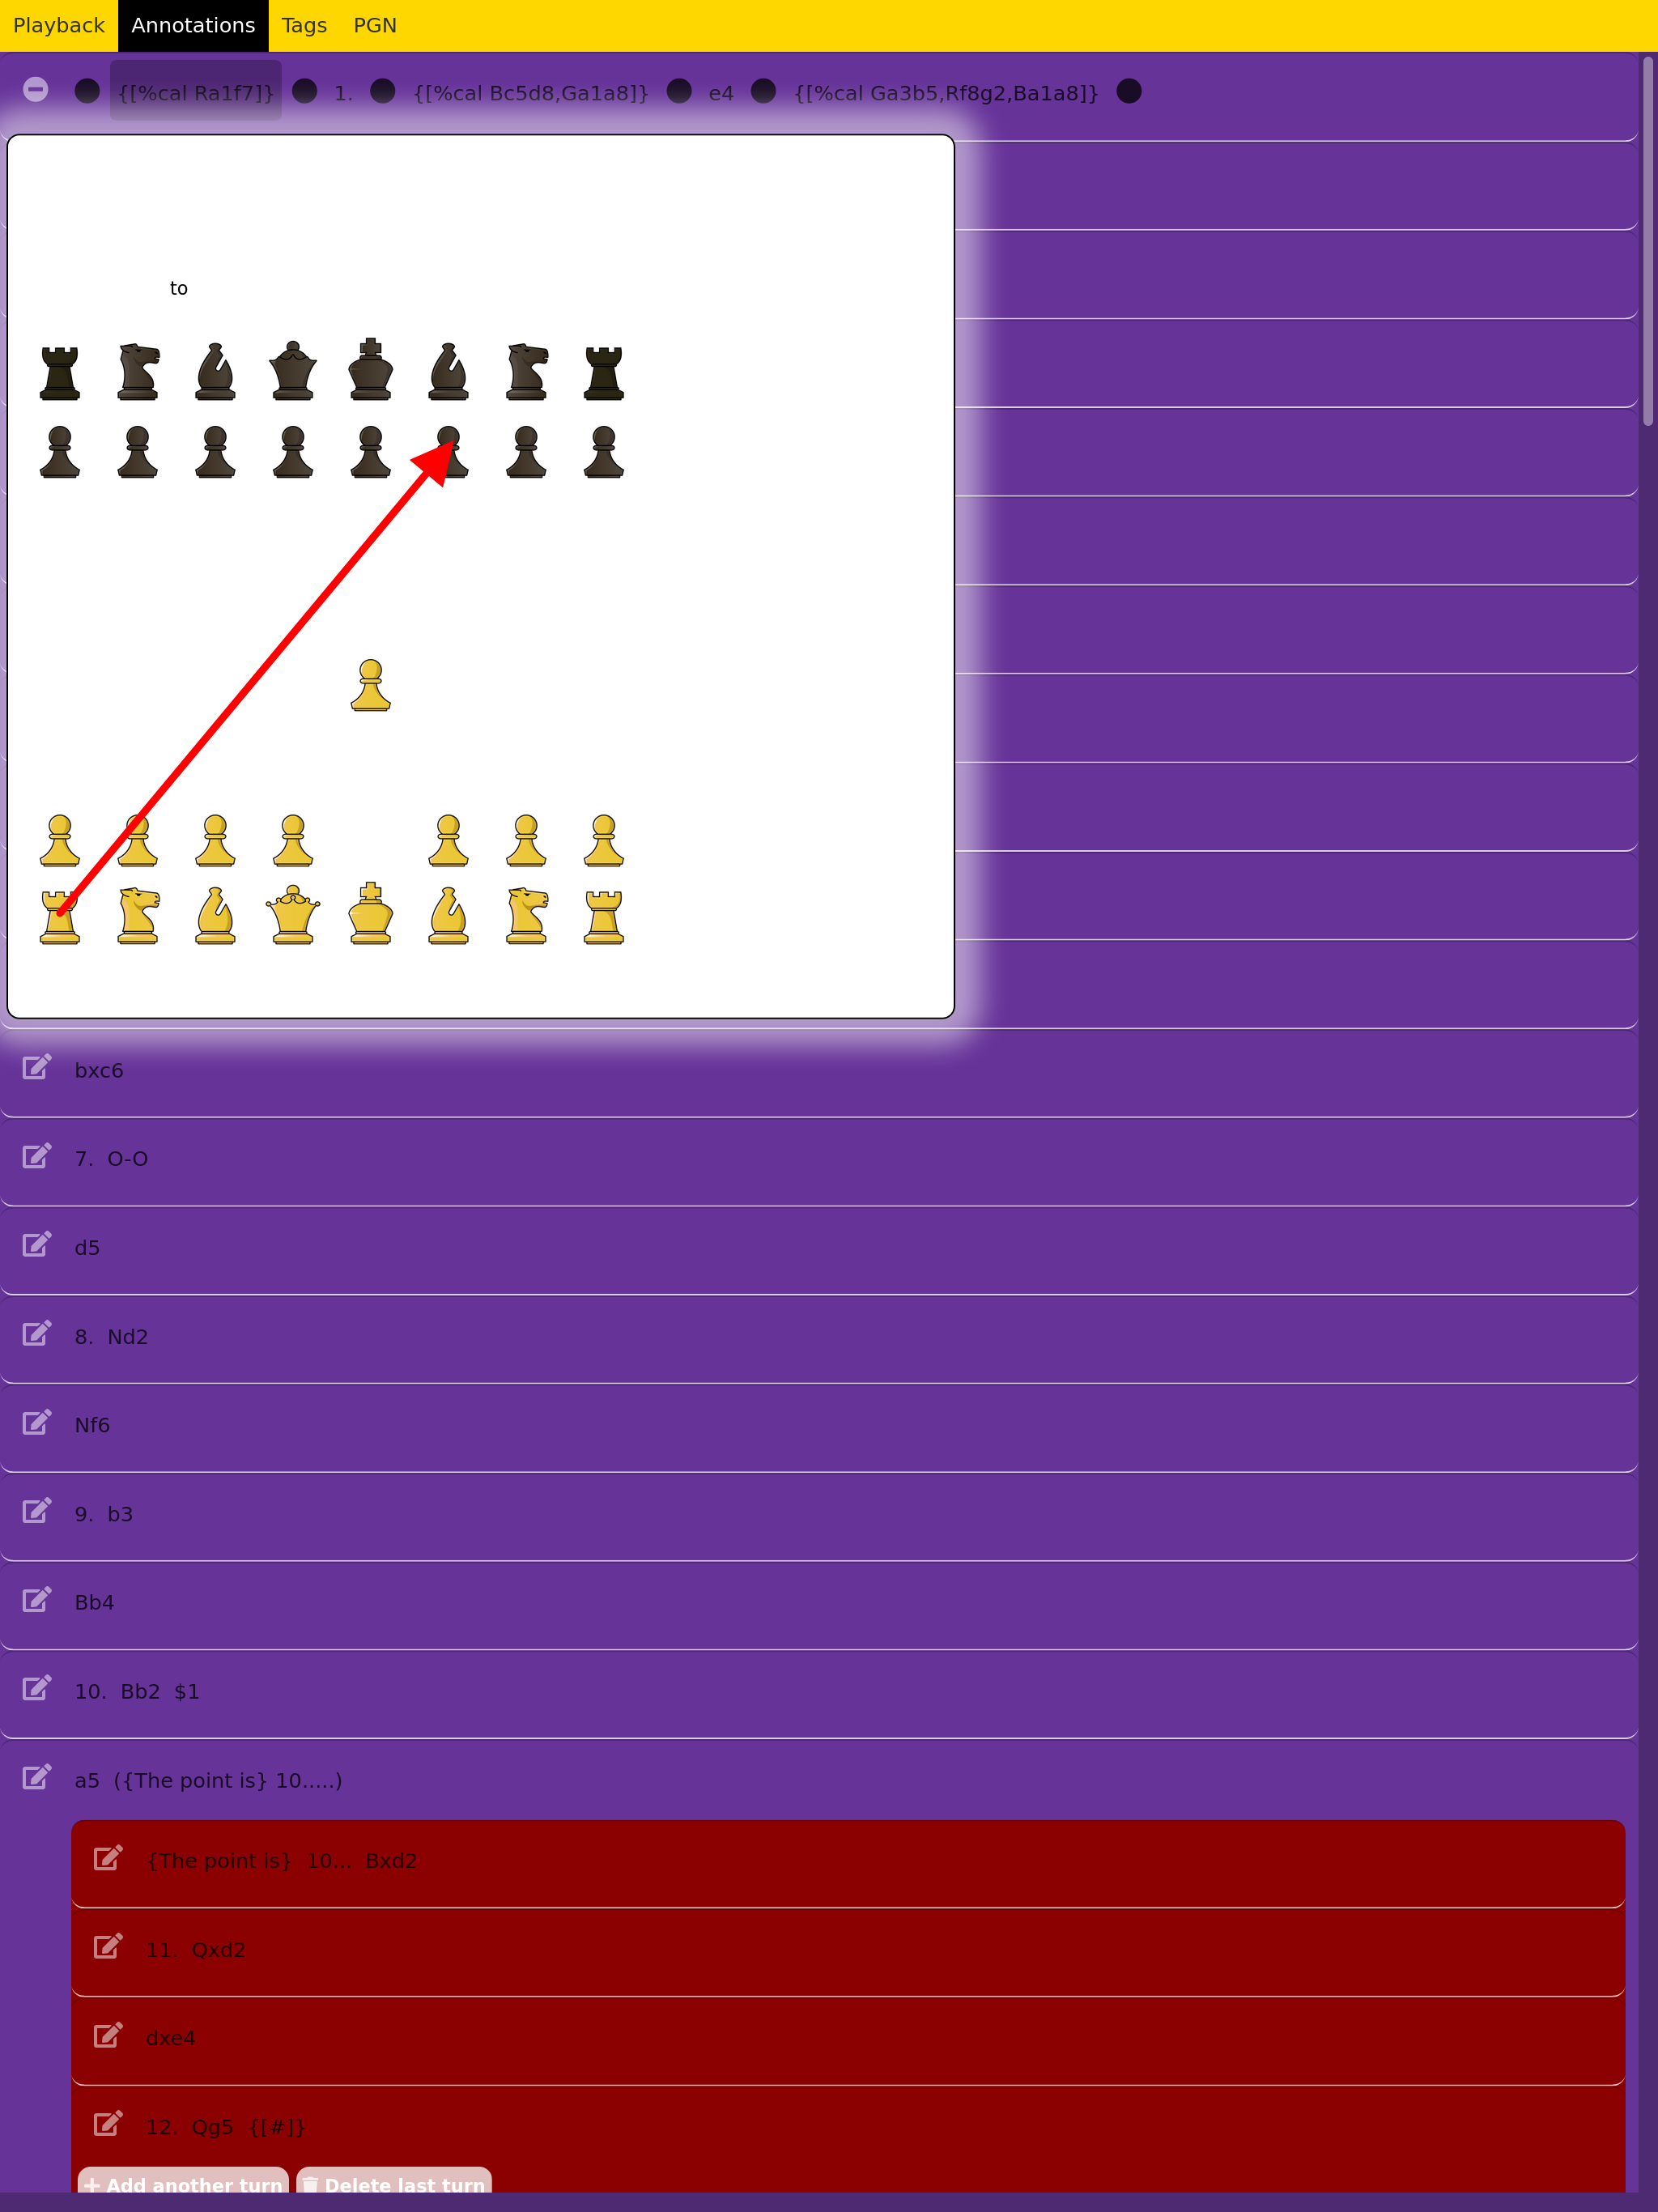 Playback Annotations Tags PGN
{[%cal Ra1f7]} 1. {[%cal Bc5d8,Ga1a8]} e4 {[%cal Ga3b5,Rf8g2,Ba1a8]}
to
bxc6
7. O-O
d5
8. Nd2
Nf6
9. b3
Bb4
10. Bb2 $1
a5 ({The point is} 10.....)
{The point is} 10... Bxd2
11. Qxd2
dxe4
12. Qg5 {[#]}
Add another turn Delete last turn